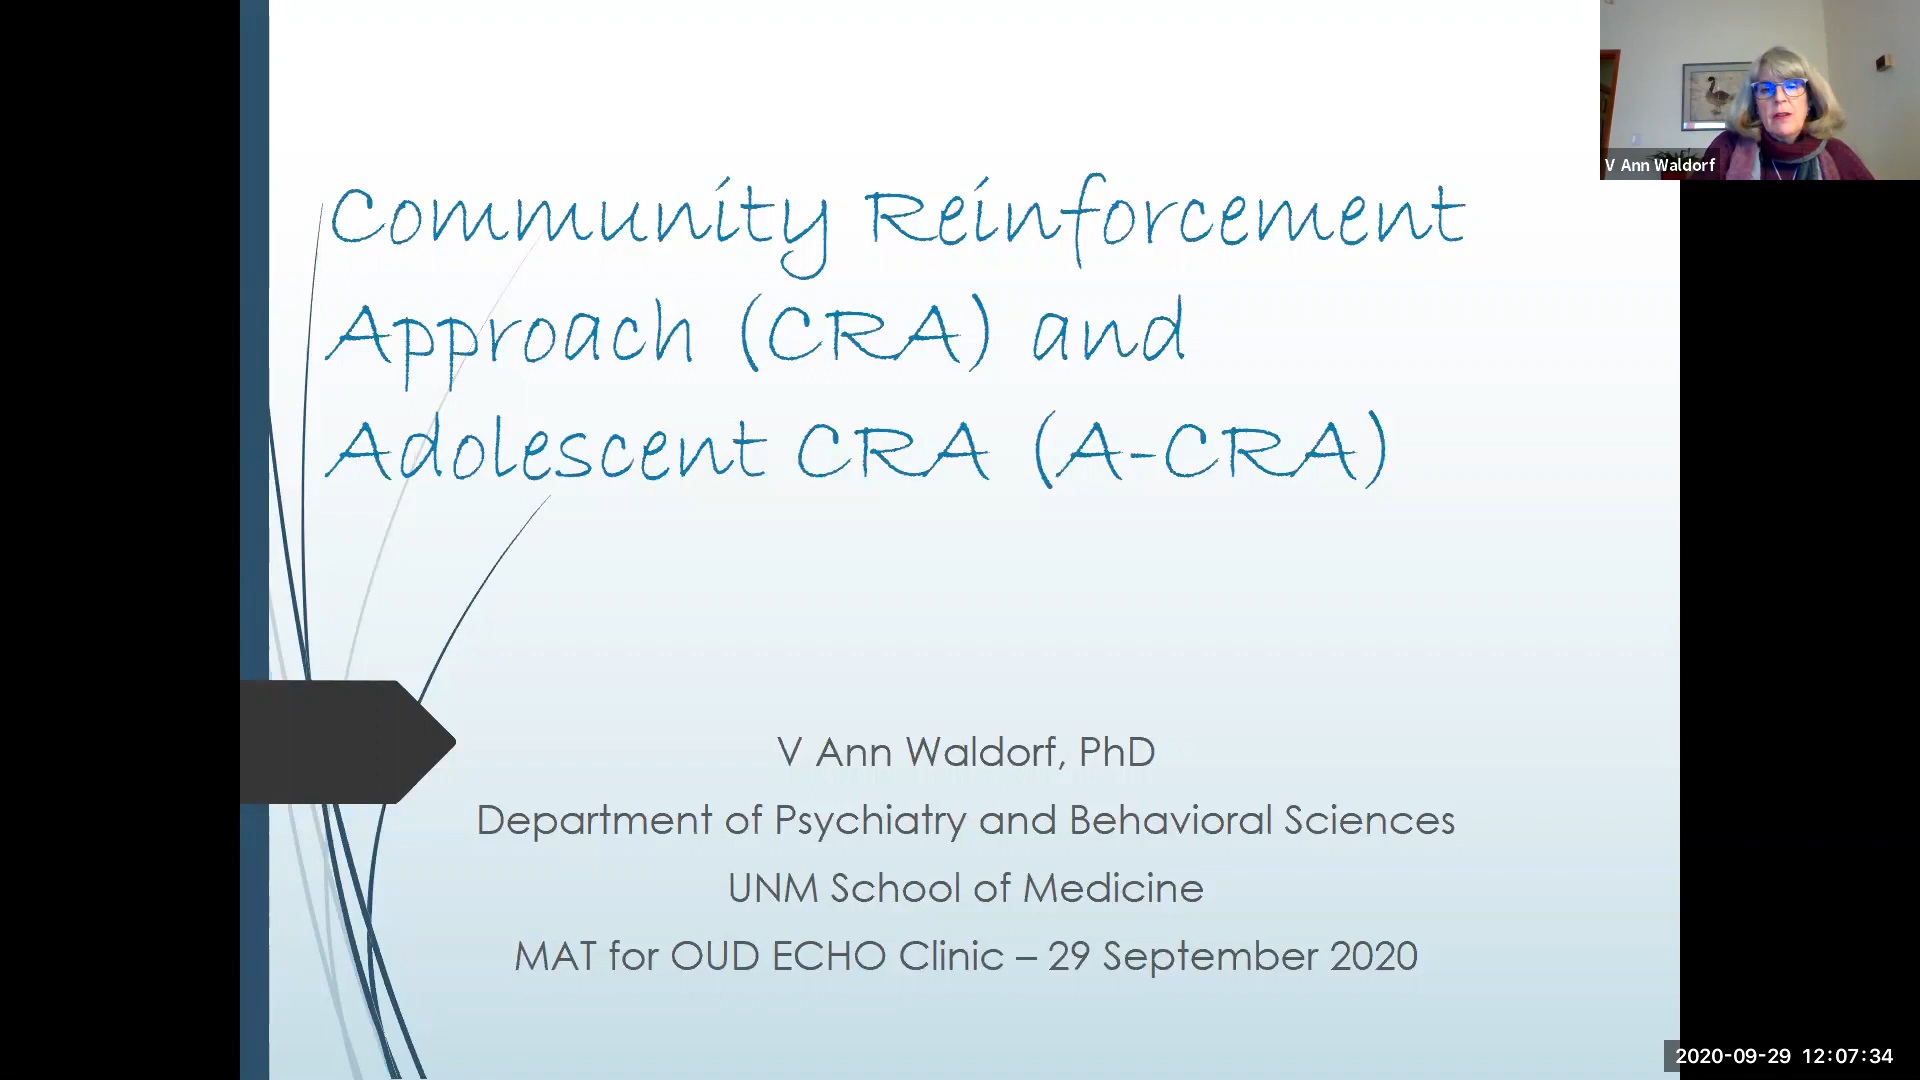 Community Reinforcement
Approach (CRA) and
Adolescent CRA (A-CRA)
V Ann Waldorf
V Ann Waldorf, PhD
Department of Psychiatry and Behavioral Sciences
UNM School of Medicine
MAT for OUD ECHO Clinic – 29 September 2020
2020-09-29 12:07:34